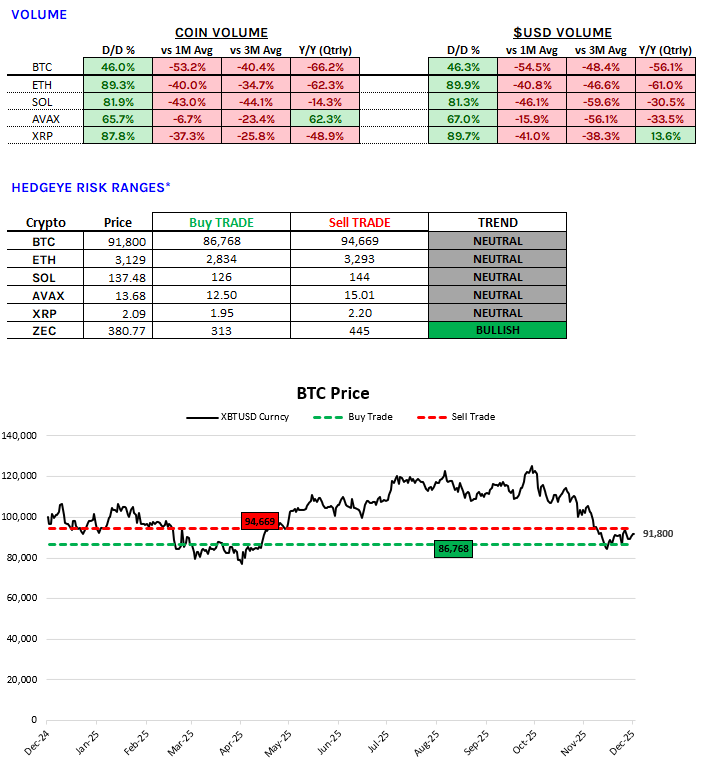 VOLUME
COIN VOLUME $USD VOLUME
D/D % vs 1M Avg vs 3M Avg Y/Y (Qtrly) D/D % vs 1M Avg vs 3M Avg Y/Y (Qtrly)
BTC 46.0% -53.2% -40.4% -66.2% 46.3% -54.5% -48.4% -56.1%
ETH 89.3% -40.0% -34.7% -62.3% 89.9% -40.8% -46.6% -61.0%
SOL 81.9% -43.0% -44.1% -14.3% 81.3% -46.1% -59.6% -30.5%
AVAX 65.7% -6.7% -23.4% 62.3% 67.0% -15.9% -56.1% -33.5%
XRP 87.8% -37.3% -25.8% -48.9% 89.7% -41.0% -38.3% 13.6%
HEDGEYE RISK RANGES*
Crypto Price Buy TRADE Sell TRADE TREND
BTC 91,800 86,768 94,669 NEUTRAL
ETH 3,129 2,834 3,293 NEUTRAL
SOL 137.48 126 144 NEUTRAL
AVAX 13.68 12.50 15.01 NEUTRAL
XRP 2.09 1.95 2.20 NEUTRAL
ZEC 380.77 313 445 BULLISH
BTC Price
XBTUSD Curncy Buy Trade Sell Trade
140,000
120,000
100,000
94,669
91,800
86,768
80,000
60,000
40,000
20,000
0
Dec-24 Jan-25 Feb-25 Mar-25 Apr-25 May-25 Jun-25 Jul-25 Aug-25 Sep-25 Oct-25 Nov-25 Dec-25